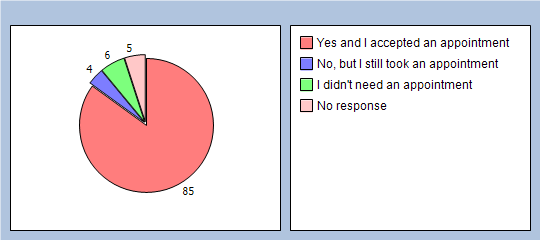 5
6
4
85
Yes and I accepted an appointment
No, but I still took an appointment
I didn't need an appointment
No response